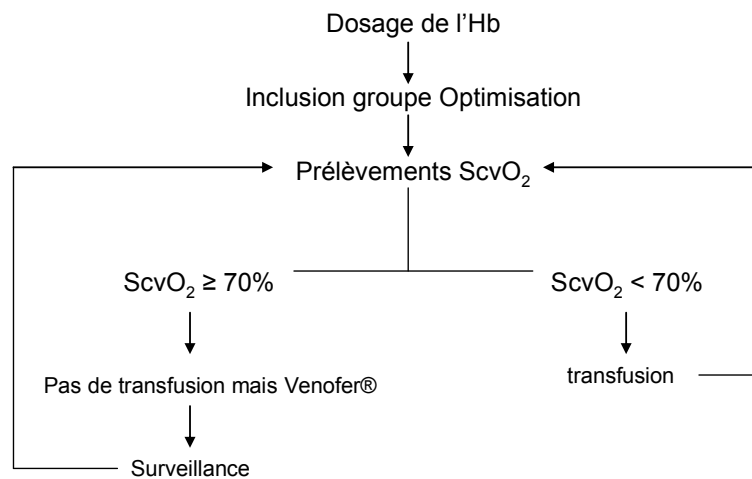 Dosage de l'Hb
Inclusion groupe Optimisation
Prélèvements ScvO₂
ScvO₂ ≥ 70%
ScvO₂ < 70%
Pas de transfusion mais Venofer®
transfusion
Surveillance